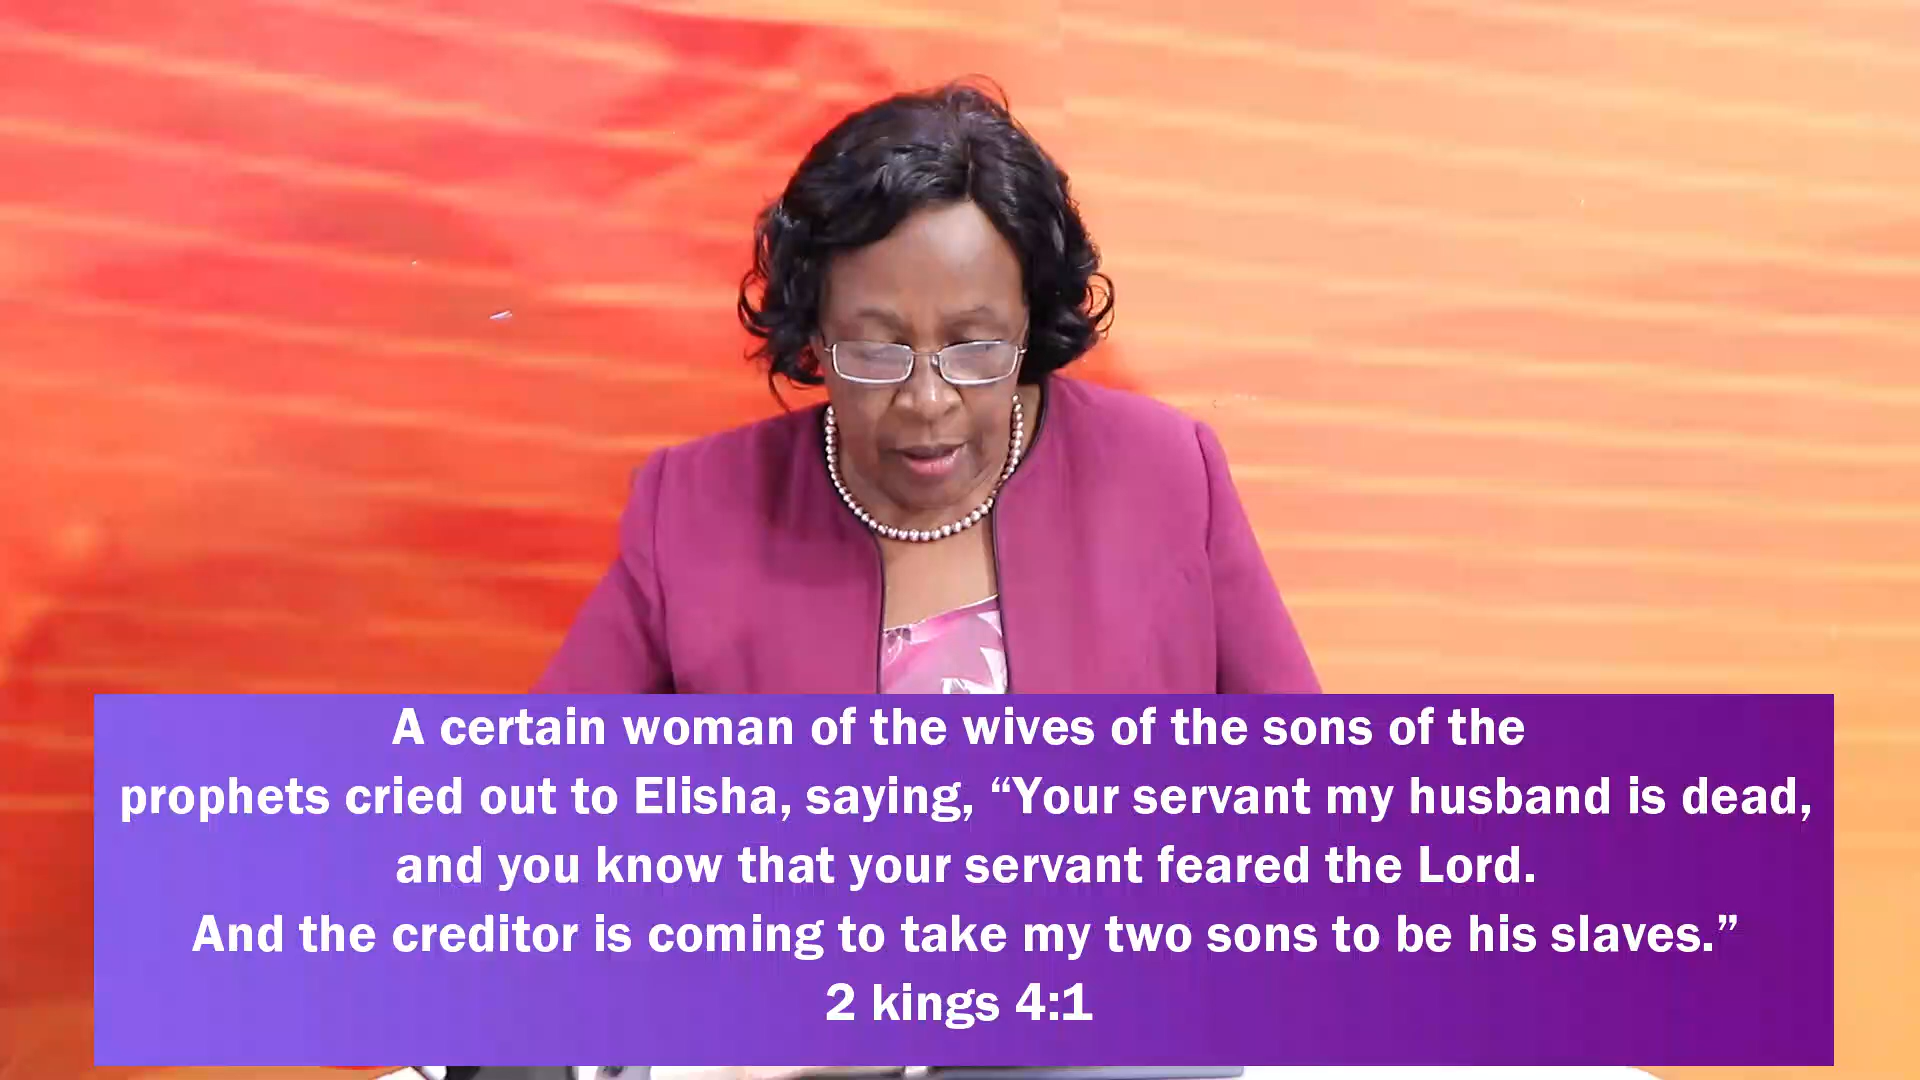 A certain woman of the wives of the sons of the
prophets cried out to Elisha, saying, “Your servant my husband is dead,
and you know that your servant feared the Lord.
And the creditor is coming to take my two sons to be his slaves.”
2 kings 4:1